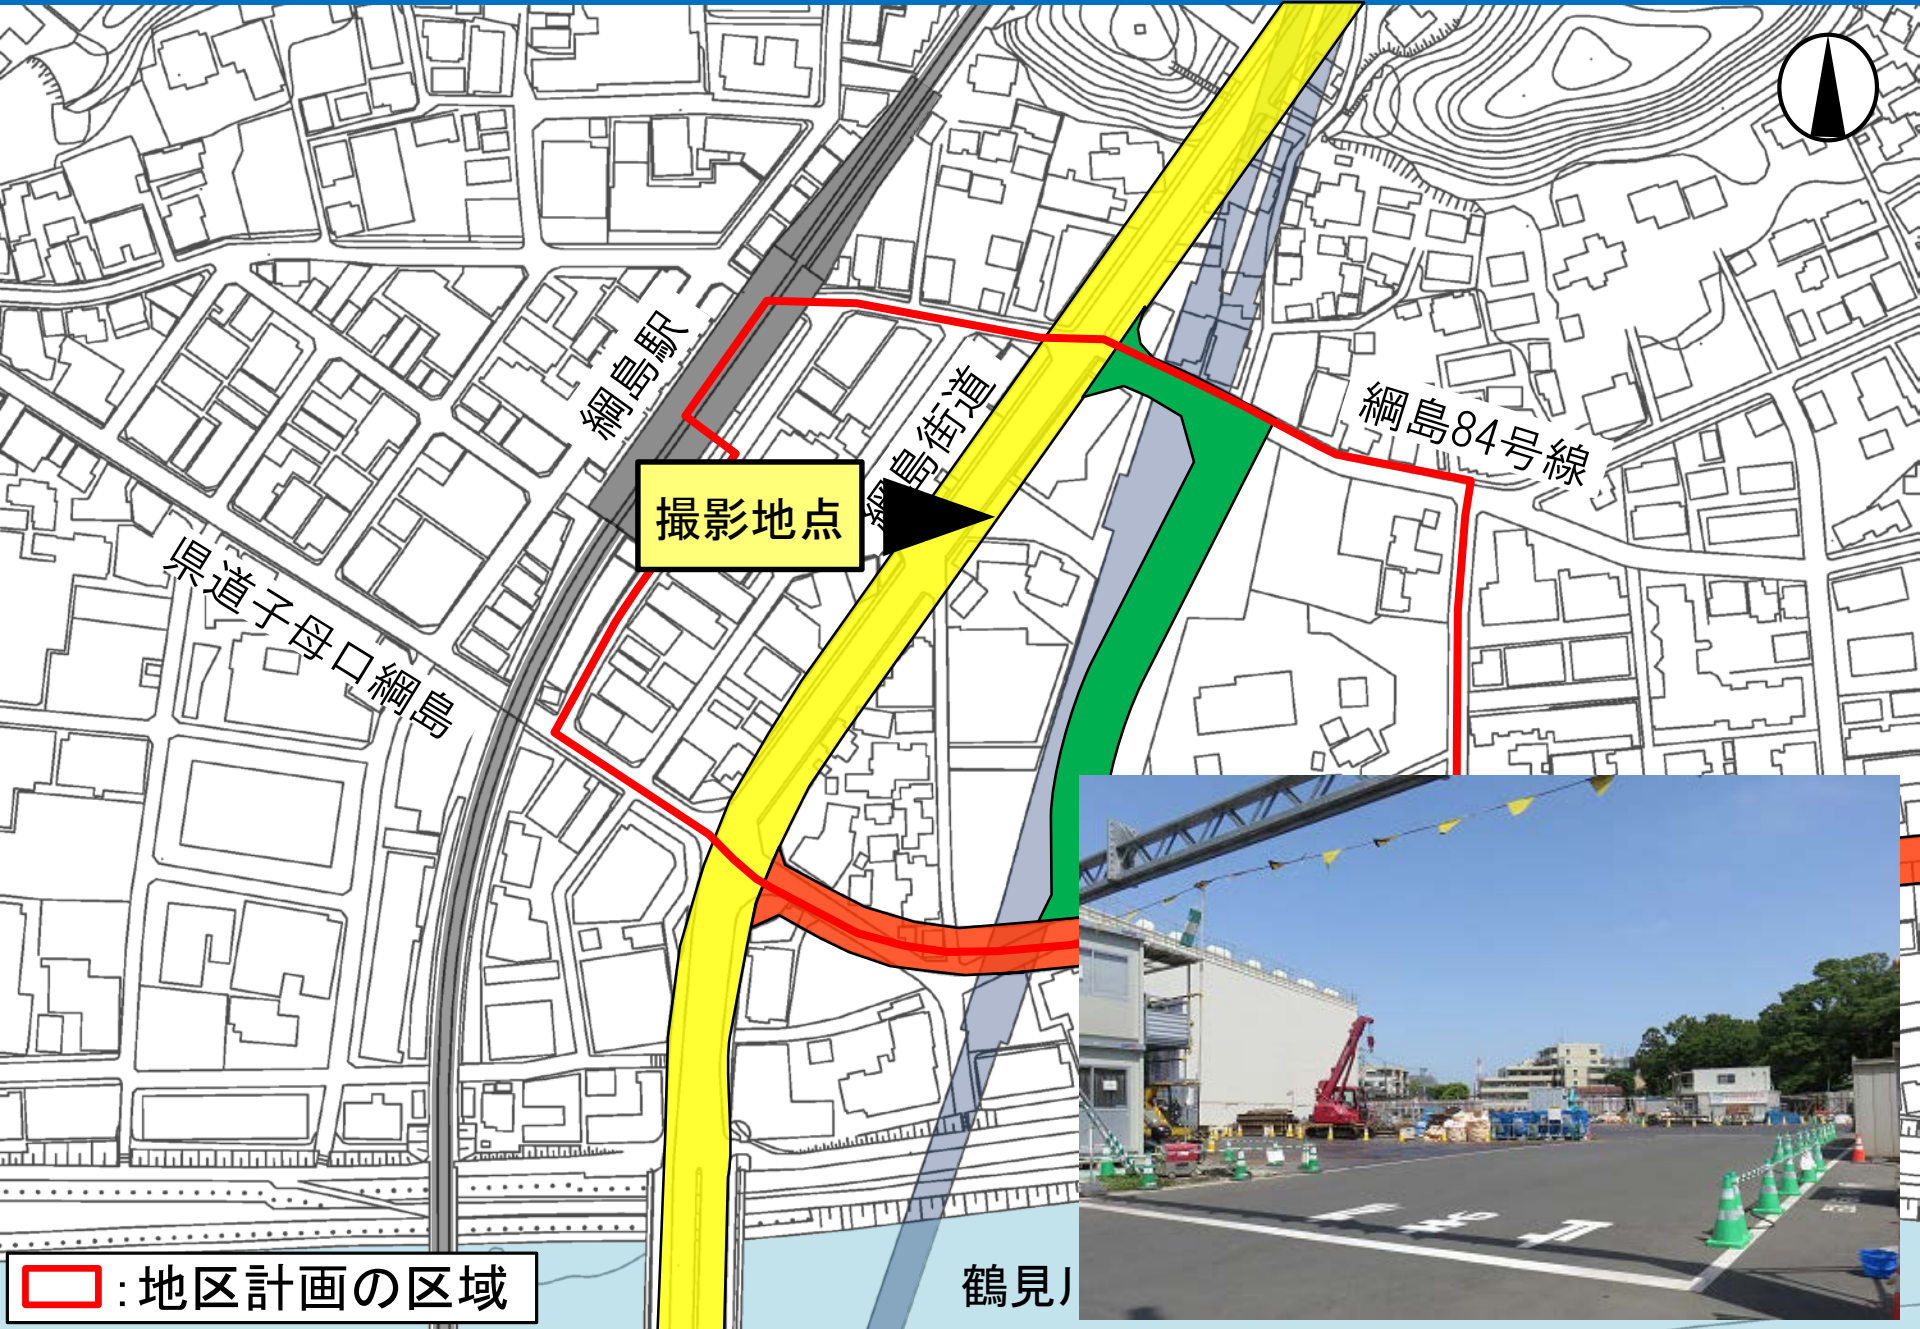 綱島駅
綱島街道
綱島84号線
撮影地点
県道子母口綱島
鶴見川
:地区計画の区域